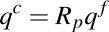 q^c = R_p q^f